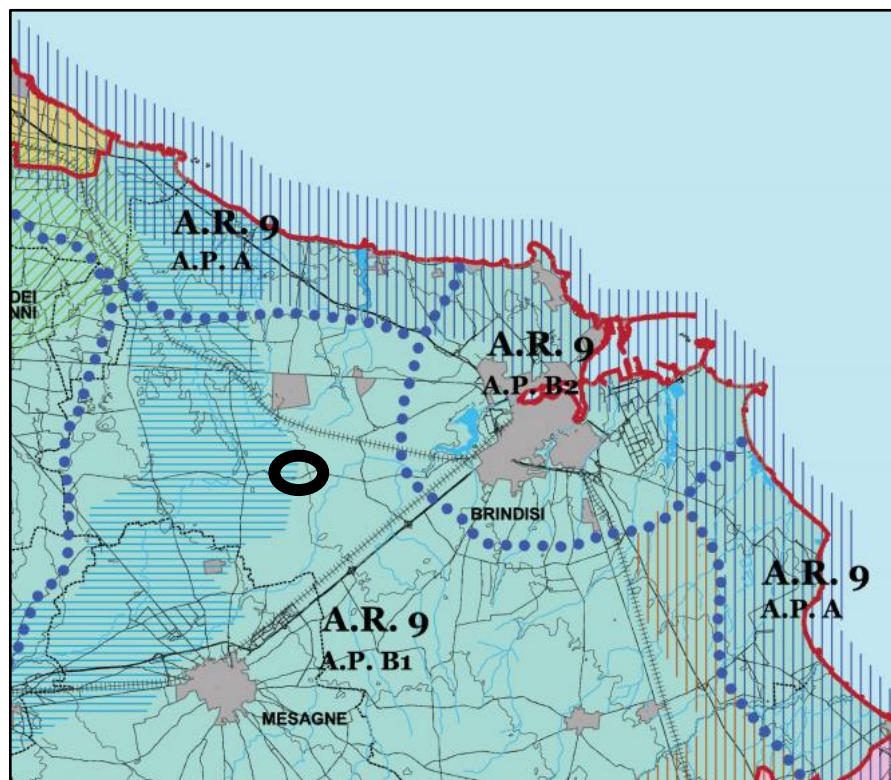 A.R. 9
A.P. A
DEI
NNI
A.R. 9
A.P. B2
BRINDISI
A.R. 9
A.P. A
A.R. 9
A.P. B1
MESAGNE